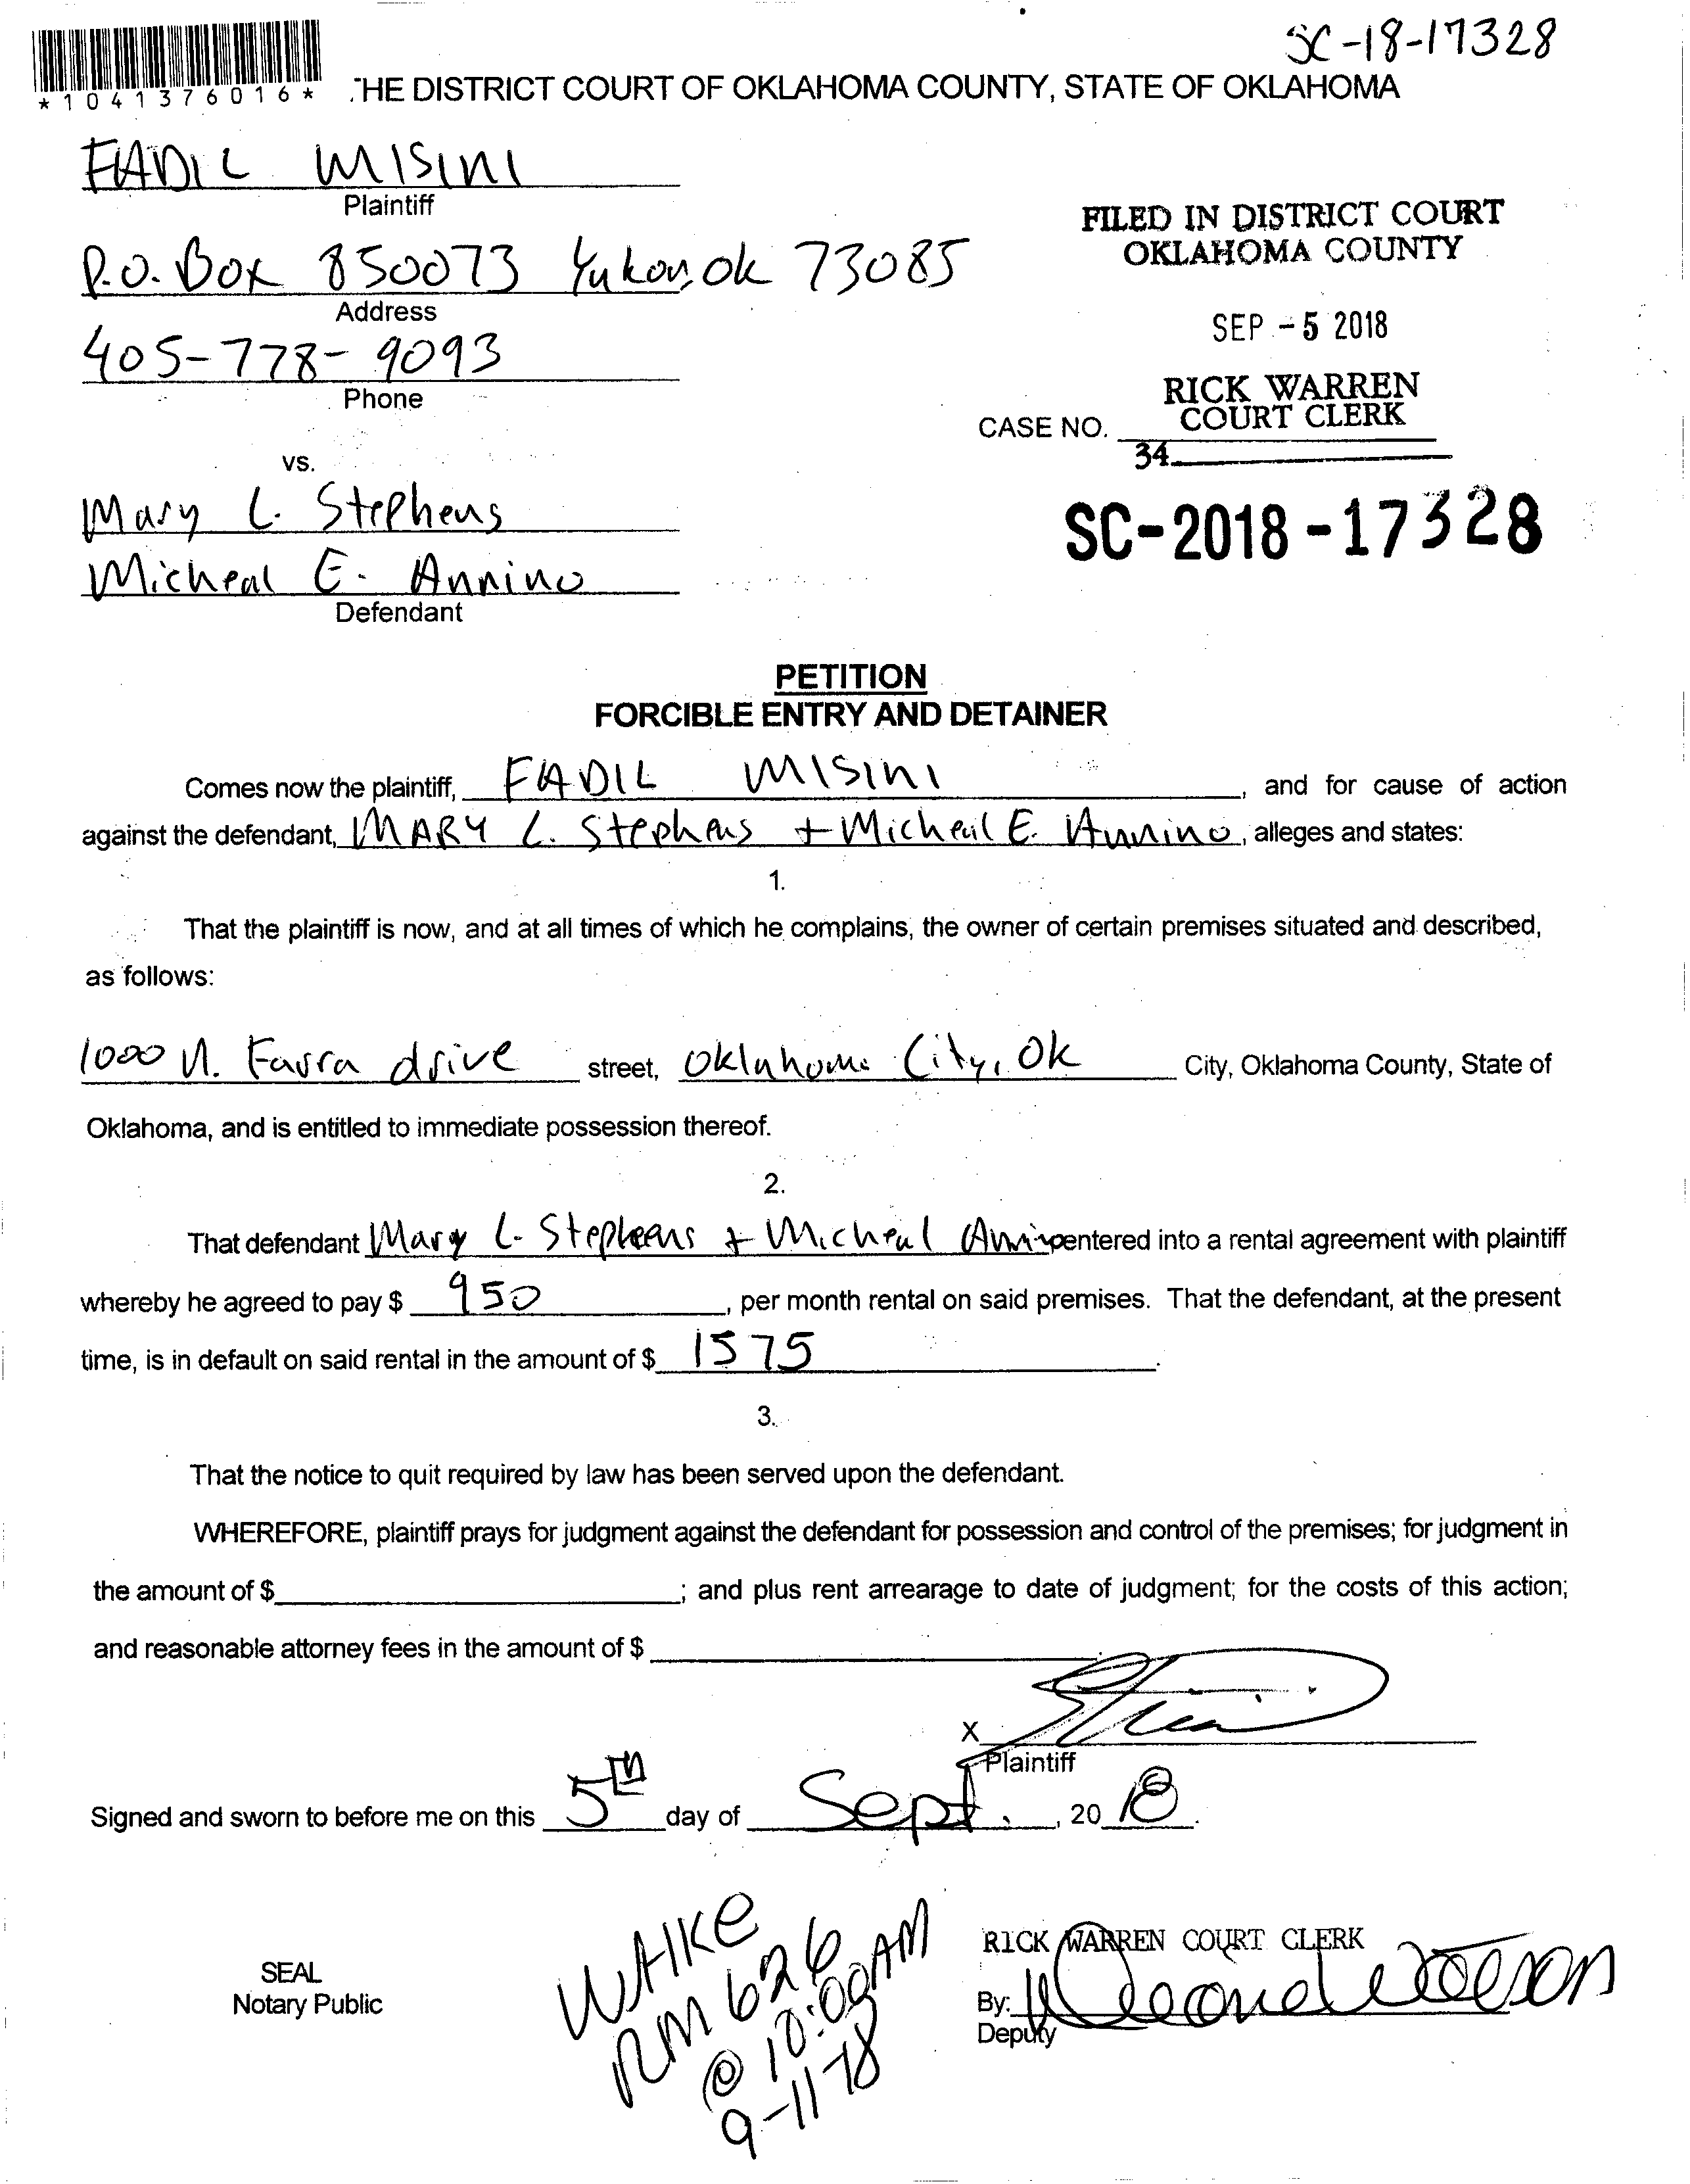 SC-18-17328
*1041376016*
THE DISTRICT COURT OF OKLAHOMA COUNTY, STATE OF OKLAHOMA
FADIL MISINI
Plaintiff
P.O. Box 850073 Yukon, ok 73085
Address
405-778-9093
Phone
FILED IN DISTRICT COURT
OKLAHOMA COUNTY
SEP -5 2018
RICK WARREN
COURT CLERK
CASE NO.
34
vs.
Mary L. Stephens
Micheal E. Annino
Defendant
SC-2018-17328
PETITION
FORCIBLE ENTRY AND DETAINER
Comes now the plaintiff, FADIL MISINI, and for cause of action
against the defendant, MARY L. Stephens + Micheal E. Annino, alleges and states:
1.
That the plaintiff is now, and at all times of which he complains, the owner of certain premises situated and described,
as follows:
1000 N. Farra drive street, Oklahoma City, Ok City, Oklahoma County, State of
Oklahoma, and is entitled to immediate possession thereof.
2.
That defendant Mary L. Stephens + Micheal Annino entered into a rental agreement with plaintiff
whereby he agreed to pay $ 950, per month rental on said premises. That the defendant, at the present
time, is in default on said rental in the amount of $ 1575.
3.
That the notice to quit required by law has been served upon the defendant.
WHEREFORE, plaintiff prays for judgment against the defendant for possession and control of the premises; for judgment in
the amount of $ ; and plus rent arrearage to date of judgment; for the costs of this action;
and reasonable attorney fees in the amount of $
X
Plaintiff
Signed and sworn to before me on this 5th day of Sept., 2018.
WHKE
RM 626
@ 10:00AM
9-11-18
SEAL
Notary Public
RICK WARREN COURT CLERK
By:
Deputy